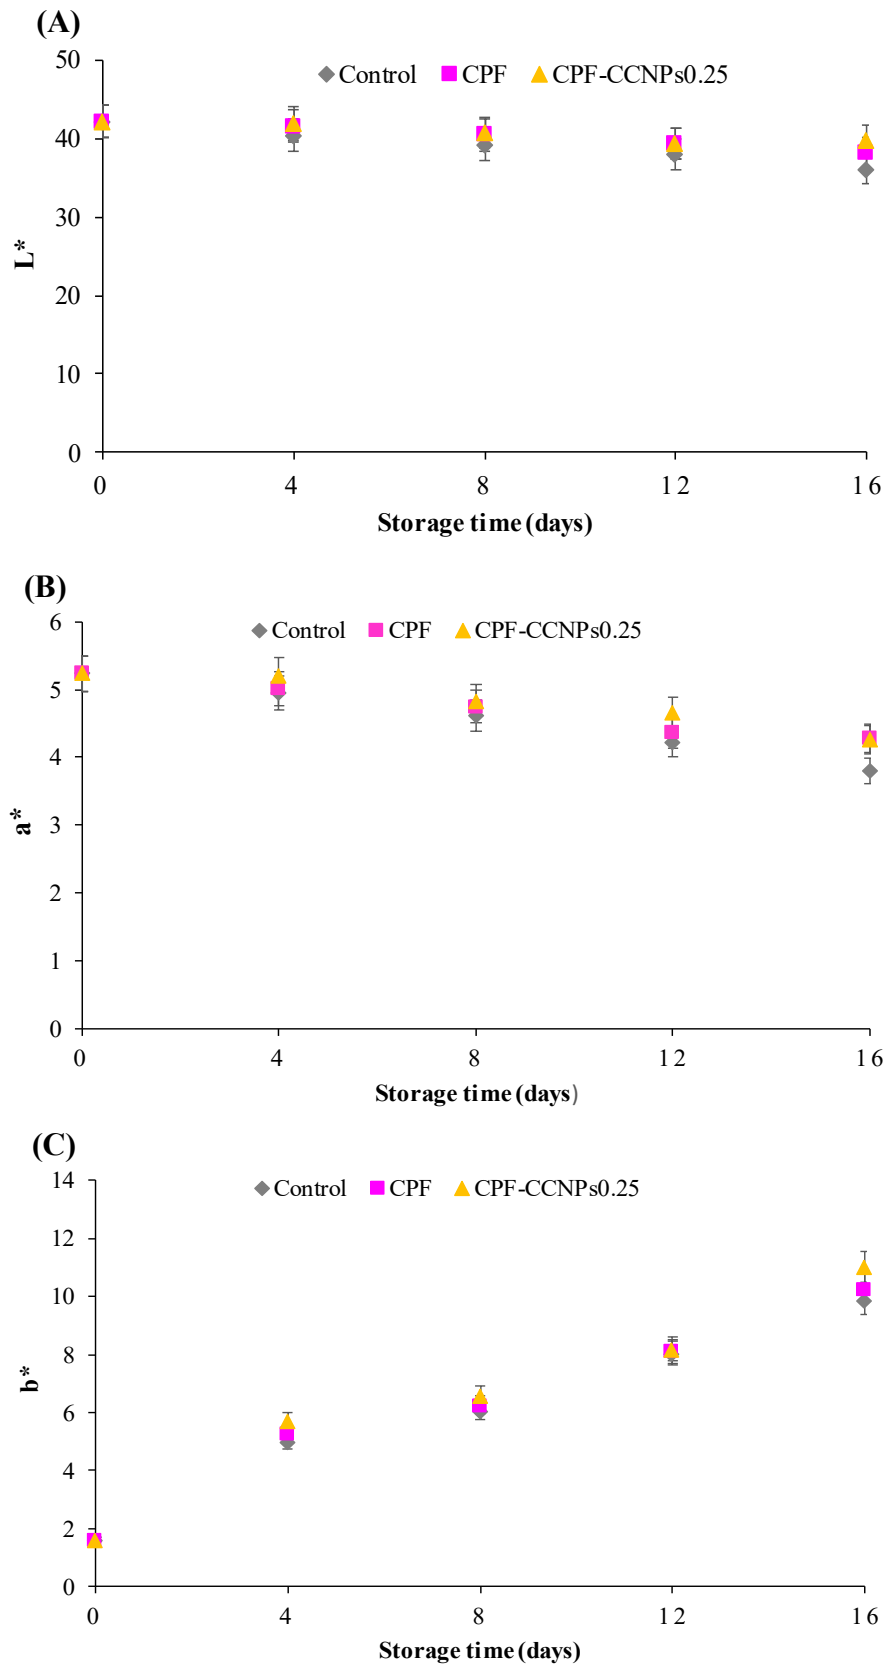 (A)
50
40
30
20
10
0
L*
Control CPF CPF-CCNPs0.25
0 4 8 12 16
Storage time (days)
(B)
6
5
4
3
2
1
0
a*
Control CPF CPF-CCNPs0.25
0 4 8 12 16
Storage time (days)
(C)
14
12
10
8
6
4
2
0
b*
Control CPF CPF-CCNPs0.25
0 4 8 12 16
Storage time (days)